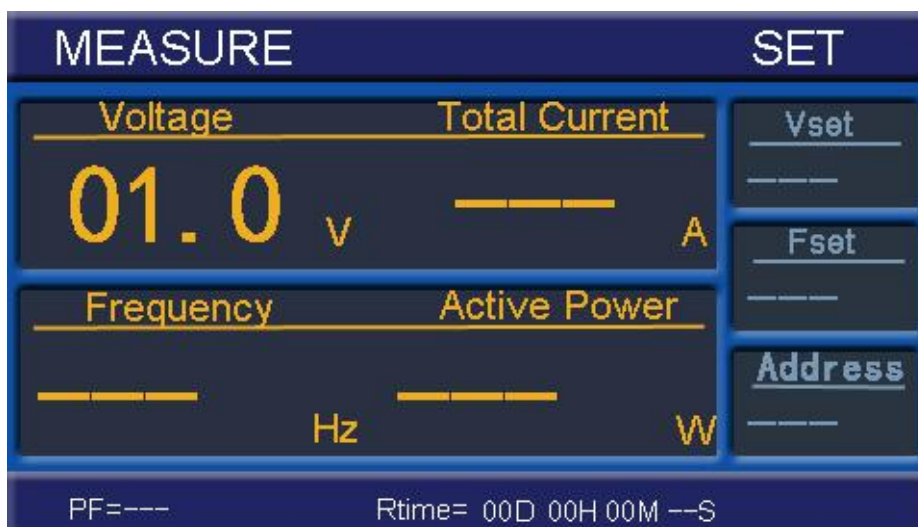 MEASURE SET
Voltage Total Current Vset
01.0 V --- A ---
Fset
Frequency Active Power ---
--- Hz --- W Address
---
PF=--- Rtime= 00D 00H 00M --S